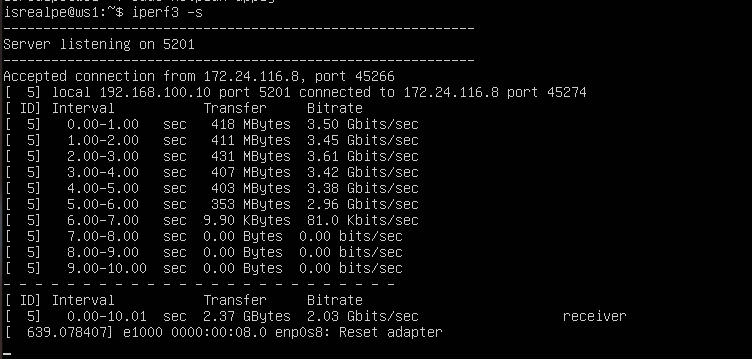 isrealpe@ws1:~$ iperf3 -s
-----------------------------------------------------------
Server listening on 5201
-----------------------------------------------------------
Accepted connection from 172.24.116.8, port 45266
[  5] local 192.168.100.10 port 5201 connected to 172.24.116.8 port 45274
[ ID] Interval           Transfer     Bitrate
[  5]   0.00-1.00   sec   418 MBytes  3.50 Gbits/sec
[  5]   1.00-2.00   sec   411 MBytes  3.45 Gbits/sec
[  5]   2.00-3.00   sec   431 MBytes  3.61 Gbits/sec
[  5]   3.00-4.00   sec   407 MBytes  3.42 Gbits/sec
[  5]   4.00-5.00   sec   403 MBytes  3.38 Gbits/sec
[  5]   5.00-6.00   sec   353 MBytes  2.96 Gbits/sec
[  5]   6.00-7.00   sec  9.90 KBytes  81.0 Kbits/sec
[  5]   7.00-8.00   sec  0.00 Bytes  0.00 bits/sec
[  5]   8.00-9.00   sec  0.00 Bytes  0.00 bits/sec
[  5]   9.00-10.00  sec  0.00 Bytes  0.00 bits/sec
- - - - - - - - - - - - - - - - - - - - - - - - -
[ ID] Interval           Transfer     Bitrate
[  5]   0.00-10.01  sec  2.37 GBytes  2.03 Gbits/sec                  receiver
[  639.078407] e1000 0000:00:08.0 enp0s8: Reset adapter